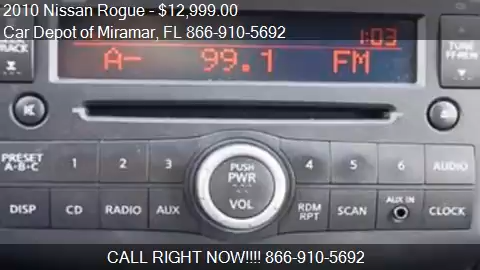 2010 Nissan Rogue - $12,999.00
Car Depot of Miramar, FL 866-910-5692
1:03
TRACK
A- 99.1 FM
TUNE
FF·REW
PRESET
A·B·C
1 2 3
PUSH
PWR
VOL
4 5 6
AUDIO
DISP
CD
RADIO
AUX
RDM
RPT
SCAN
AUX IN
CLOCK
CALL RIGHT NOW!!!! 866-910-5692